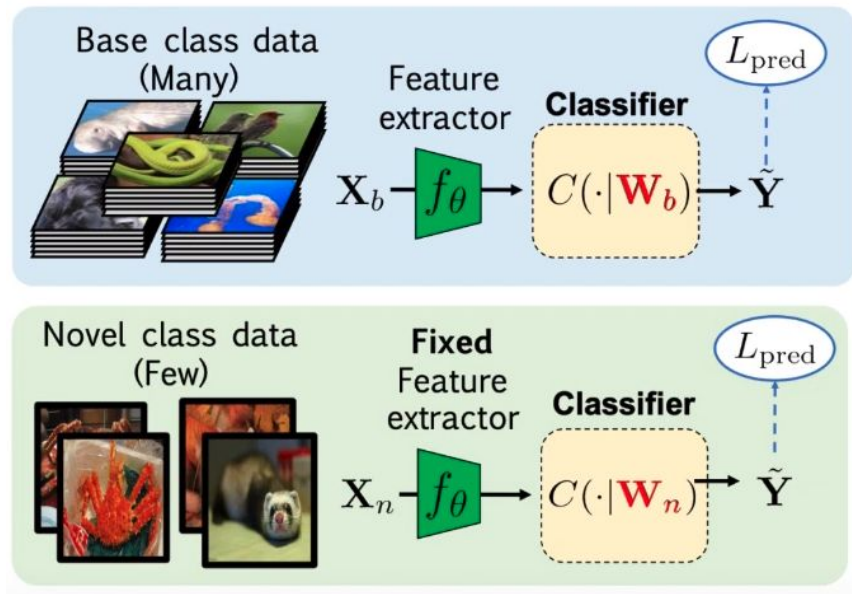 Base class data
(Many)
Feature
extractor
Classifier
L_pred
X_b
f_θ
C(·|W_b)
Ỹ
Novel class data
(Few)
Fixed
Feature
extractor
Classifier
L_pred
X_n
f_θ
C(·|W_n)
Ỹ